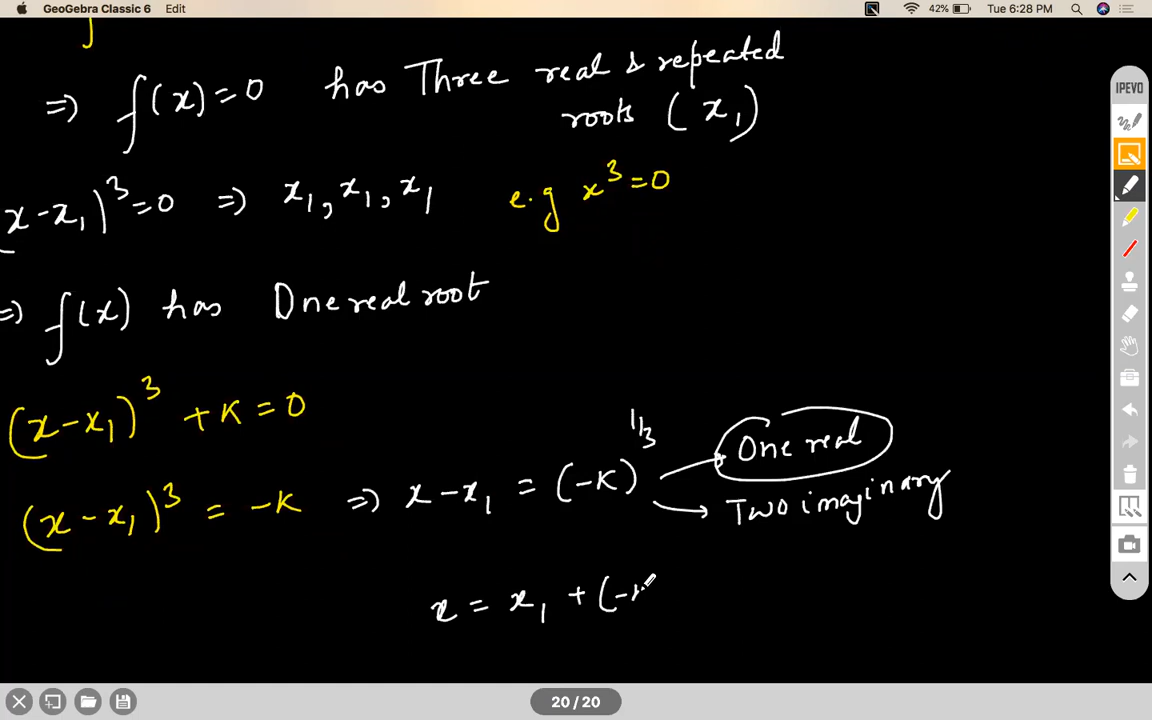 GeoGebra Classic 6 Edit 42% Tue 6:28 PM
⇒ f(x)=0 has Three real & repeated
roots (x₁)
IPEVO
(x-x₁)³=0 ⇒ x₁, x₁, x₁ e.g x³=0
⇒ f(x) has One real root
(x-x₁)³ + K = 0
(x-x₁)³ = -K ⇒ x-x₁ = (-K)^1/3 One real
Two imaginary
x = x₁ + (-
20/20